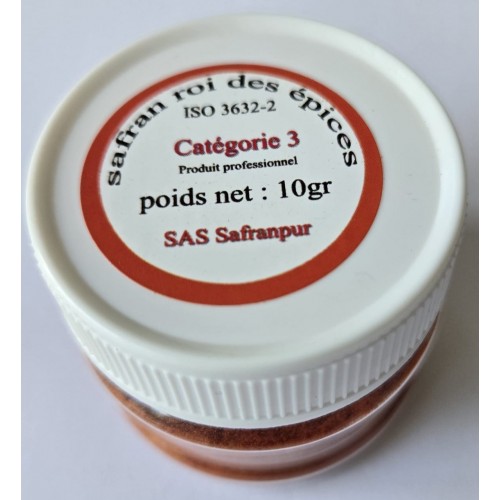 safran roi des épices
ISO 3632-2
Catégorie 3
Produit professionnel
poids net : 10gr
SAS Safranpur